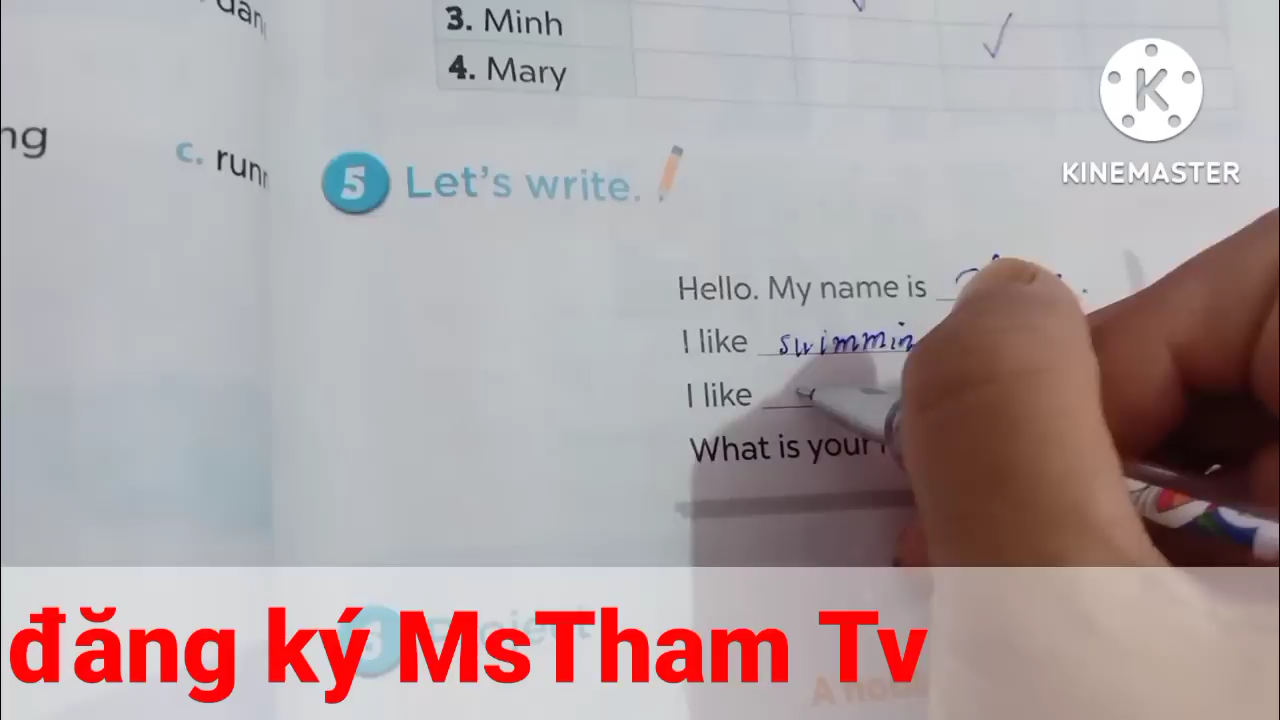 3. Minh
4. Mary
ng
c. runn
5 Let's write.
KINEMASTER
Hello. My name is
I like swimmin
I like
What is your
đăng ký MsTham Tv